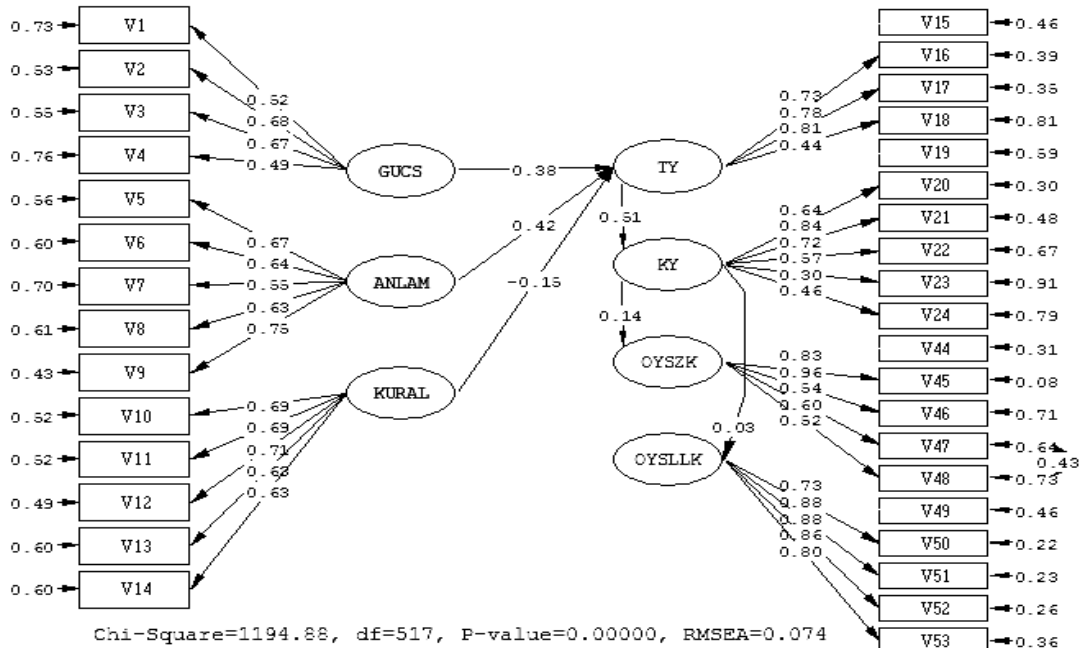 0.73 V1
0.53 V2
0.55 V3
0.76 V4
0.56 V5
0.60 V6
0.70 V7
0.61 V8
0.43 V9
0.52 V10
0.52 V11
0.49 V12
0.60 V13
0.60 V14
0.52
0.68
0.67
0.49
0.67
0.64
0.55
0.63
0.75
0.69
0.69
0.71
0.63
0.63
GUCS
ANLAM
KURAL
0.38
0.42
-0.15
TY
0.51
KY
0.14
OYSZK
0.03
OYSLLK
0.73
0.78
0.81
0.44
0.64
0.84
0.72
0.57
0.30
0.46
0.83
0.96
0.54
0.60
0.52
0.73
0.88
0.88
0.86
0.80
V15 0.46
V16 0.39
V17 0.35
V18 0.81
V19 0.59
V20 0.30
V21 0.48
V22 0.67
V23 0.91
V24 0.79
V44 0.31
V45 0.08
V46 0.71
V47 0.64
0.43
V48 0.73
V49 0.46
V50 0.22
V51 0.23
V52 0.26
V53 0.36
Chi-Square=1194.88, df=517, P-value=0.00000, RMSEA=0.074